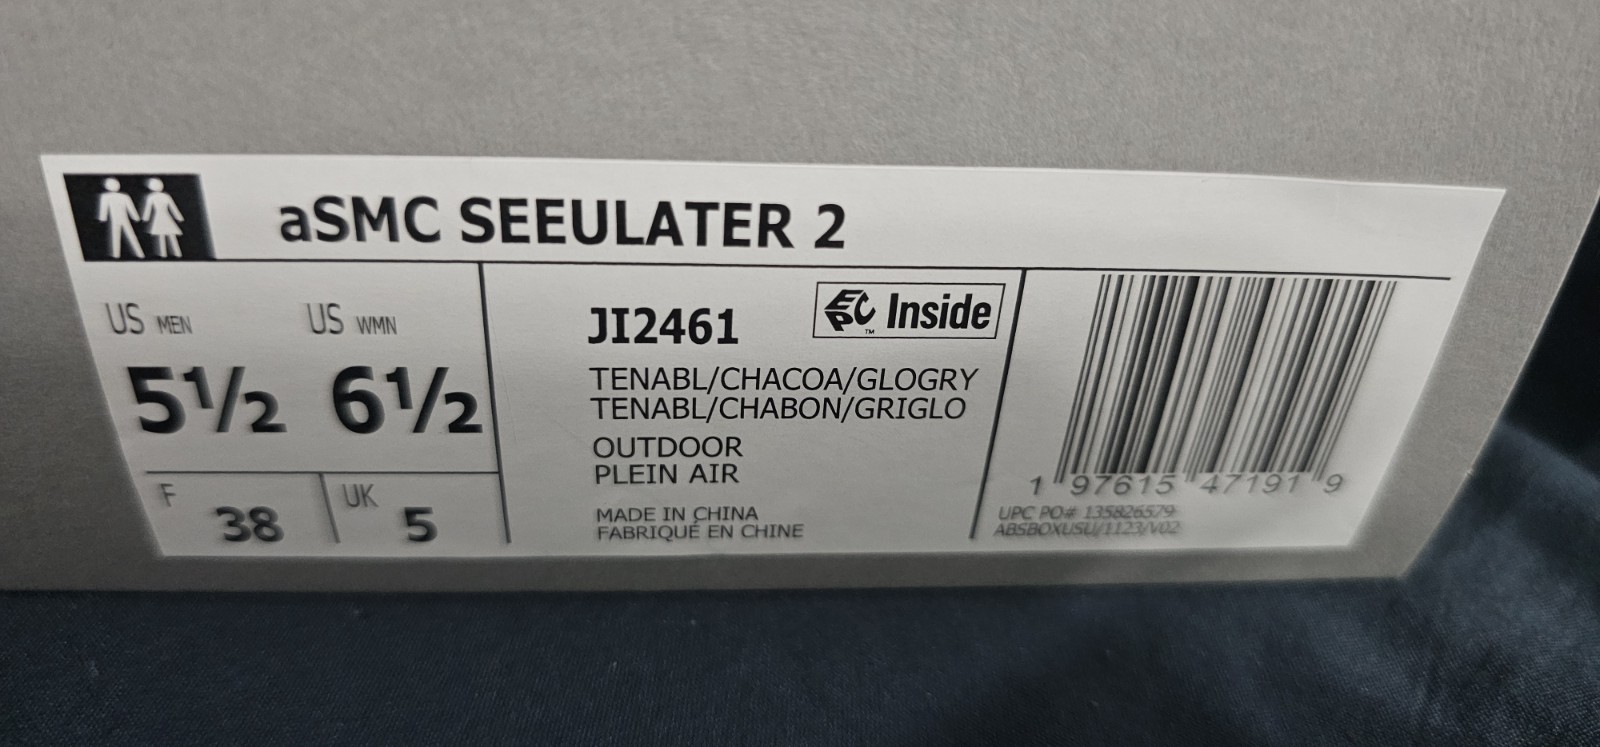 aSMC SEEULATER 2
US MEN US WMN
5½ 6½
F 38 UK 5
JI2461
EPC™ Inside
TENABL/CHACOA/GLOGRY
TENABL/CHABON/GRIGLO
OUTDOOR
PLEIN AIR
MADE IN CHINA
FABRIQUÉ EN CHINE
1 97615 47191 9
UPC PO# 135826579
ABSBOXUSU/1123/V02